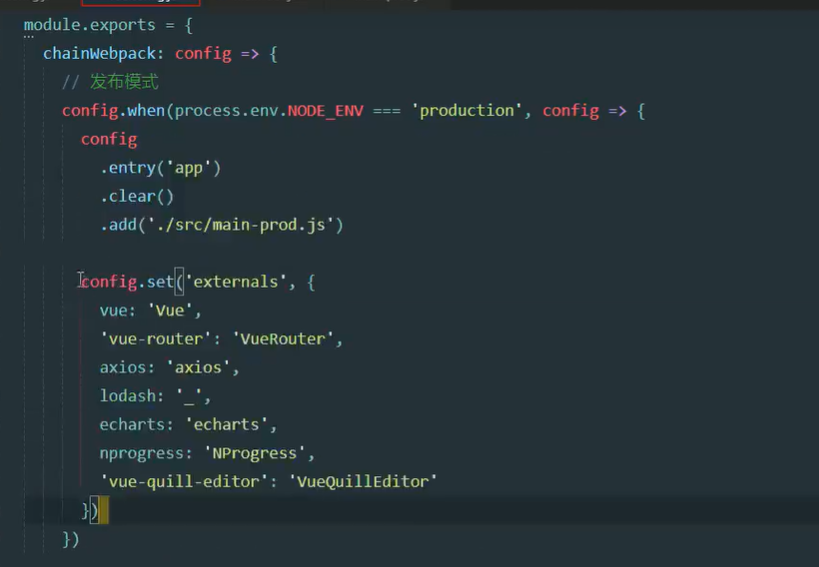 module.exports = {
chainWebpack: config => {
// 发布模式
config.when(process.env.NODE_ENV === 'production', config => {
config
.entry('app')
.clear()
.add('./src/main-prod.js')
config.set('externals', {
vue: 'Vue',
'vue-router': 'VueRouter',
axios: 'axios',
lodash: '_',
echarts: 'echarts',
nprogress: 'NProgress',
'vue-quill-editor': 'VueQuillEditor'
})
})